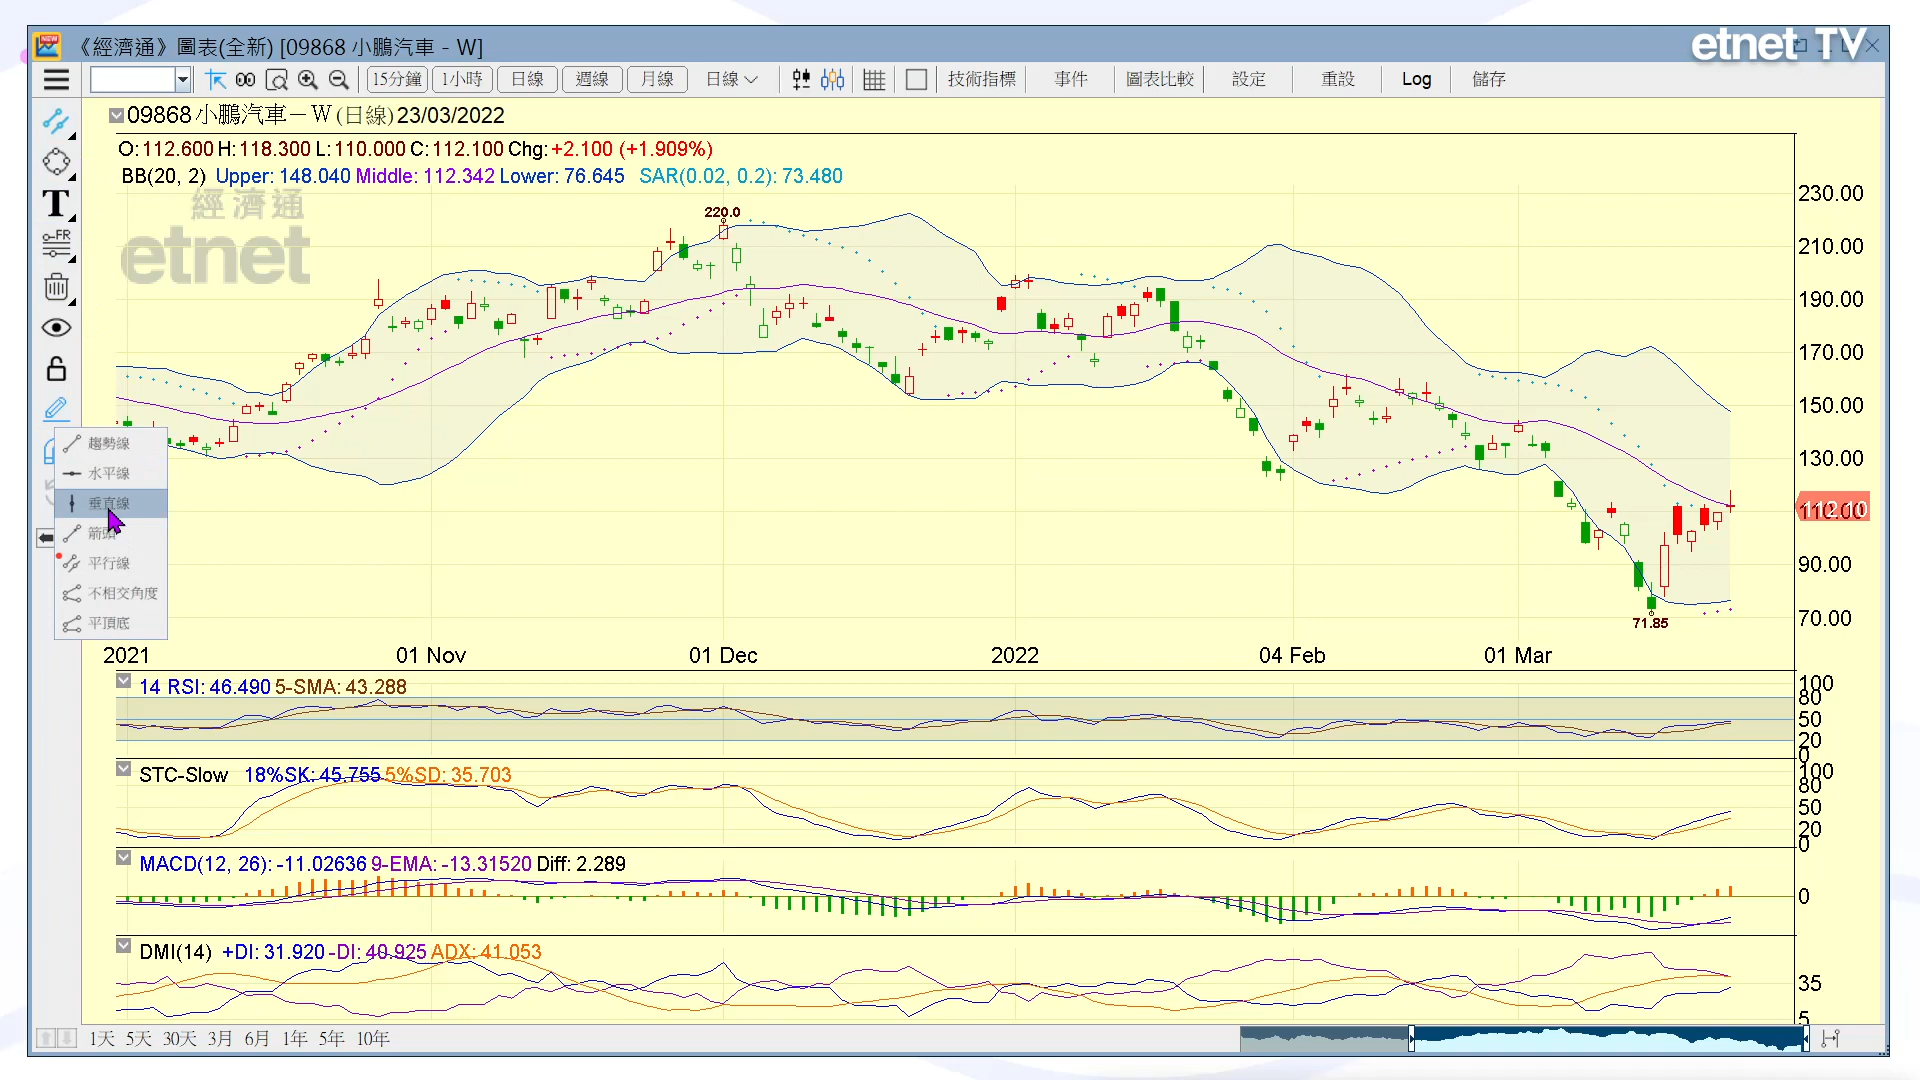 etnet TV
NEW 《經濟通》圖表(全新) [09868 小鵬汽車 - W]
15分鐘 1小時 日線 週線 月線 日線 技術指標 事件 圖表比較 設定 重設 Log 儲存
09868 小鵬汽車－W (日線) 23/03/2022
O:112.600 H:118.300 L:110.000 C:112.100 Chg:+2.100 (+1.909%)
BB(20, 2) Upper: 148.040 Middle: 112.342 Lower: 76.645 SAR(0.02, 0.2): 73.480
T
FR
經濟通
etnet
220.0
71.85
230.00
210.00
190.00
170.00
150.00
130.00
112.10
110.00
90.00
70.00
趨勢線
水平線
垂直線
箭頭
平行線
不相交角度
平頂底
2021 01 Nov 01 Dec 2022 04 Feb 01 Mar
14 RSI: 46.490 5-SMA: 43.288
100
80
50
20
0
STC-Slow 18%SK: 45.755 5%SD: 35.703
100
80
50
20
0
MACD(12, 26): -11.02636 9-EMA: -13.31520 Diff: 2.289
0
DMI(14) +DI: 31.920 -DI: 40.925 ADX: 41.053
35
5
1天 5天 30天 3月 6月 1年 5年 10年